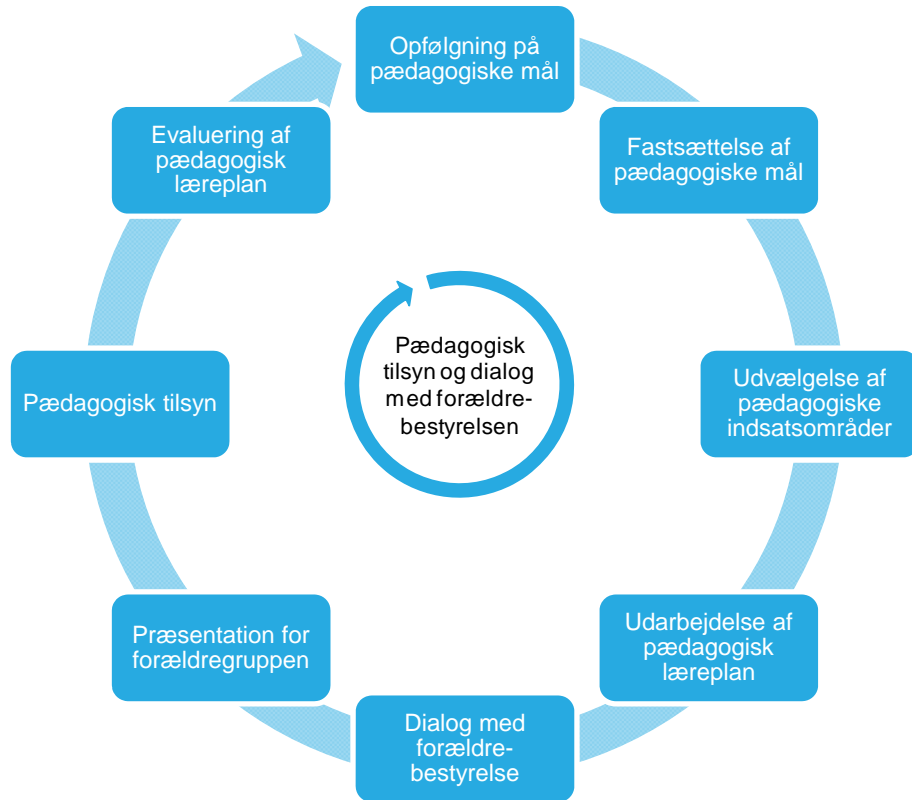 Opfølgning på
pædagogiske mål
Fastsættelse af
pædagogiske mål
Udvælgelse af
pædagogiske
indsatsområder
Udarbejdelse af
pædagogisk
læreplan
Dialog med
forældre-
bestyrelse
Præsentation for
forældregruppen
Pædagogisk tilsyn
Evaluering af
pædagogisk
læreplan
Pædagogisk
tilsyn og dialog
med forældre-
bestyrelsen